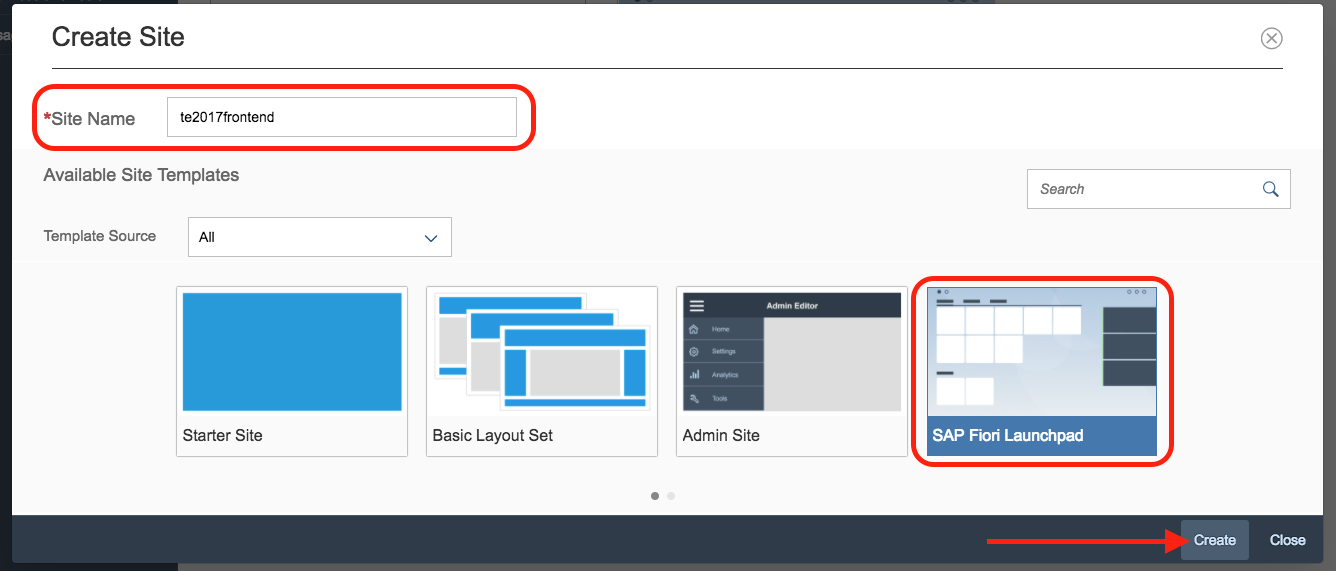 Create Site
*Site Name
te2017frontend
Available Site Templates
Search
Template Source
All
Admin Editor
Home
Settings
Analytics
Tools
Starter Site
Basic Layout Set
Admin Site
SAP Fiori Launchpad
Create
Close